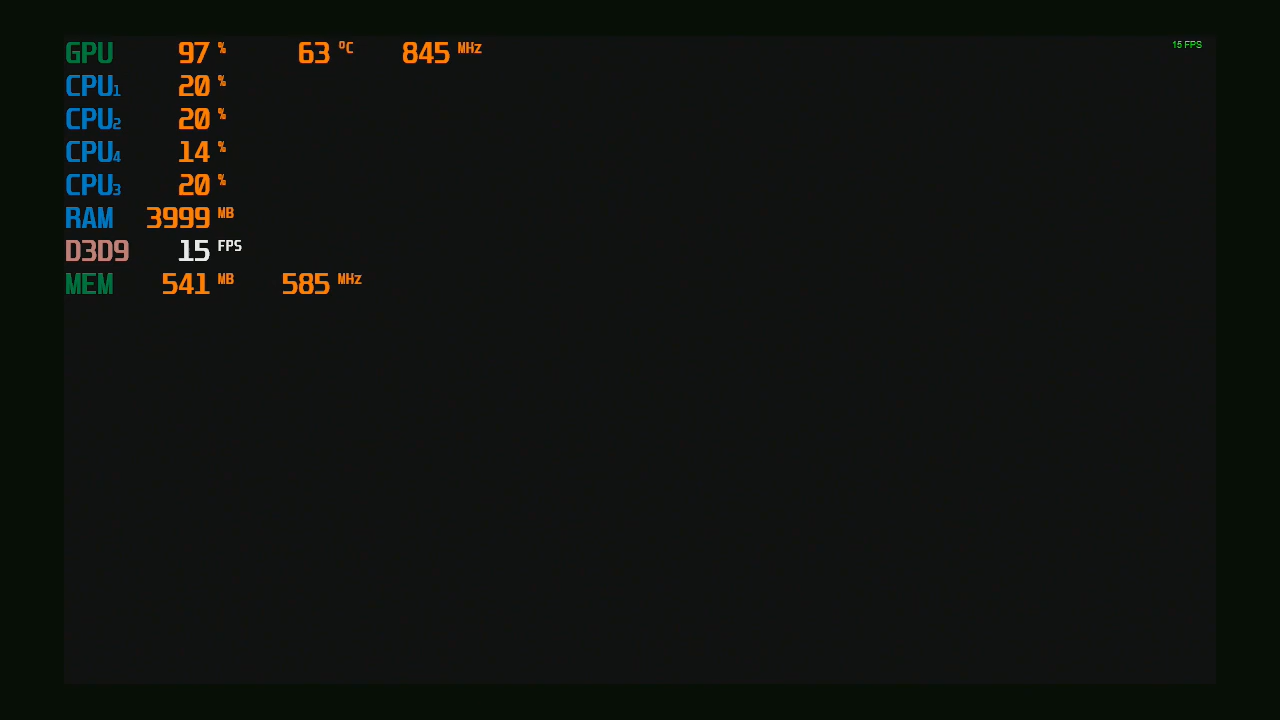 GPU 97 % 63 °C 845 MHz
15 FPS
CPU1 20 %
CPU2 20 %
CPU4 14 %
CPU3 20 %
RAM 3999 MB
D3D9 15 FPS
MEM 541 MB 585 MHz